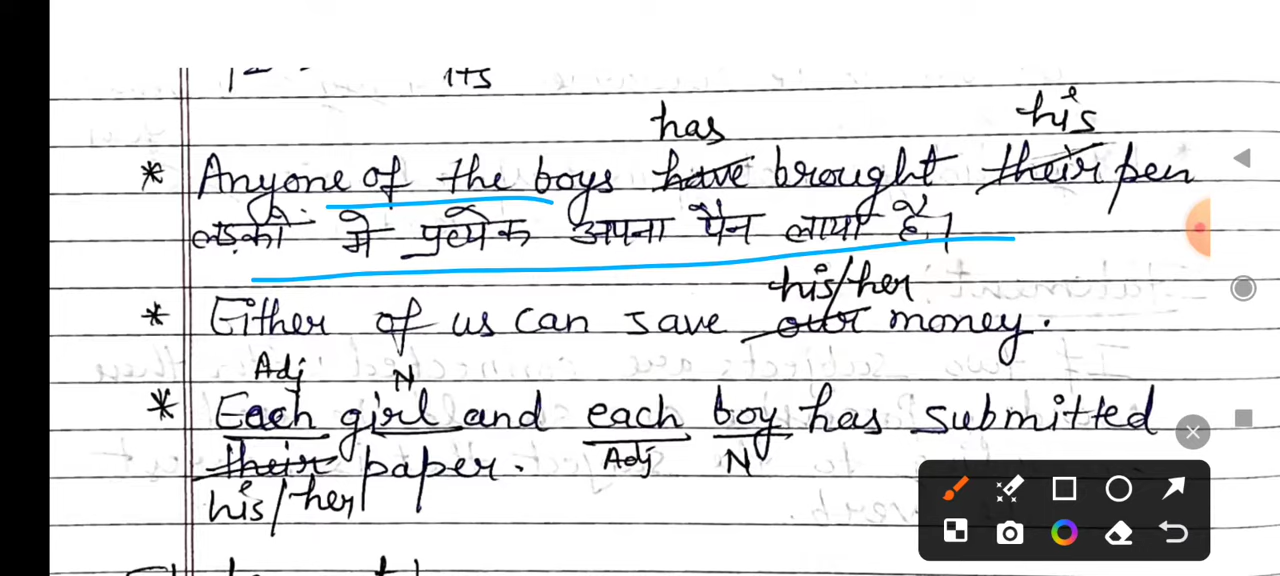 its
has his
* Anyone of the boys have brought their pen
लडको में प्रत्येक अपना पैन लाया है।
his/her
* Either of us can save our money.
Adj N
* Each girl and each boy has submitted
Adj N
their paper.
his/her